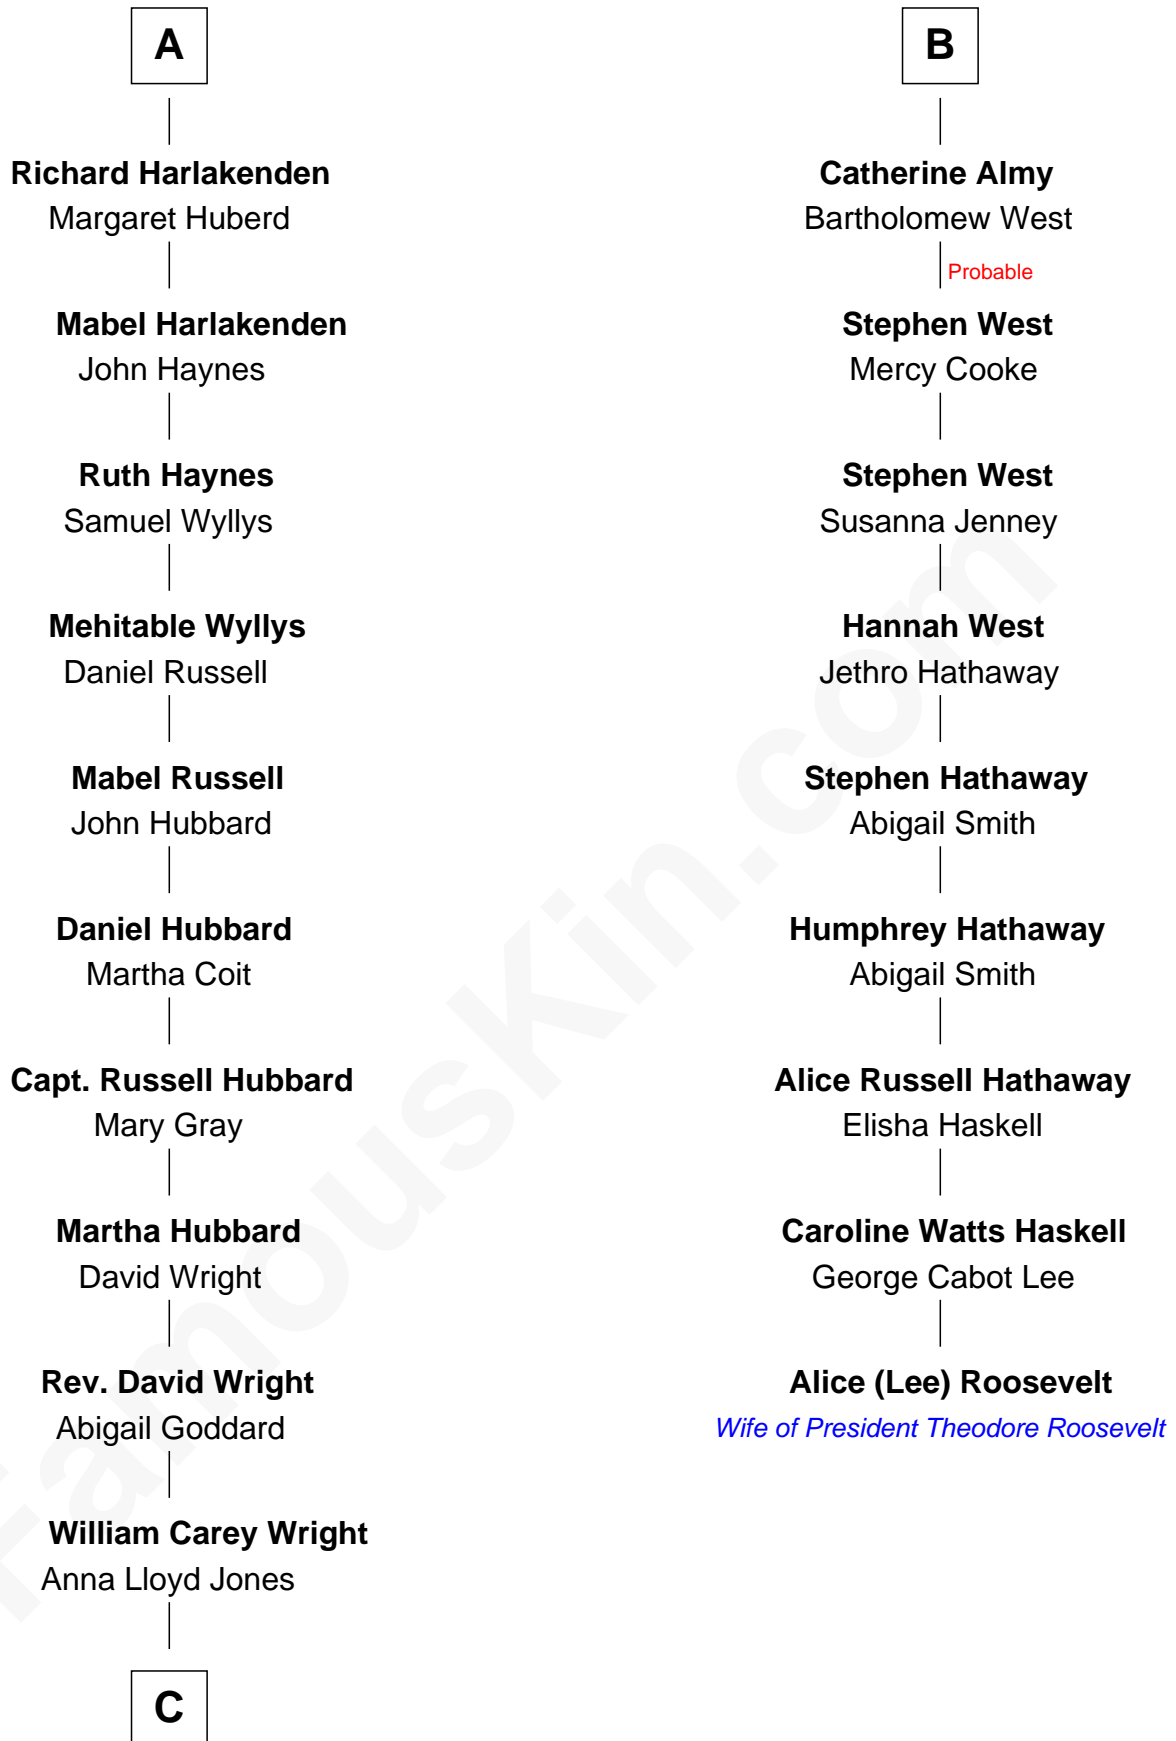 A
Richard Harlakenden
Margaret Huberd
Mabel Harlakenden
John Haynes
Ruth Haynes
Samuel Wyllys
Mehitable Wyllys
Daniel Russell
Mabel Russell
John Hubbard
Daniel Hubbard
Martha Coit
Capt. Russell Hubbard
Mary Gray
Martha Hubbard
David Wright
Rev. David Wright
Abigail Goddard
William Carey Wright
Anna Lloyd Jones
C
B
Catherine Almy
Bartholomew West
Probable
Stephen West
Mercy Cooke
Stephen West
Susanna Jenney
Hannah West
Jethro Hathaway
Stephen Hathaway
Abigail Smith
Humphrey Hathaway
Abigail Smith
Alice Russell Hathaway
Elisha Haskell
Caroline Watts Haskell
George Cabot Lee
Alice (Lee) Roosevelt
Wife of President Theodore Roosevelt
FamousKin.com